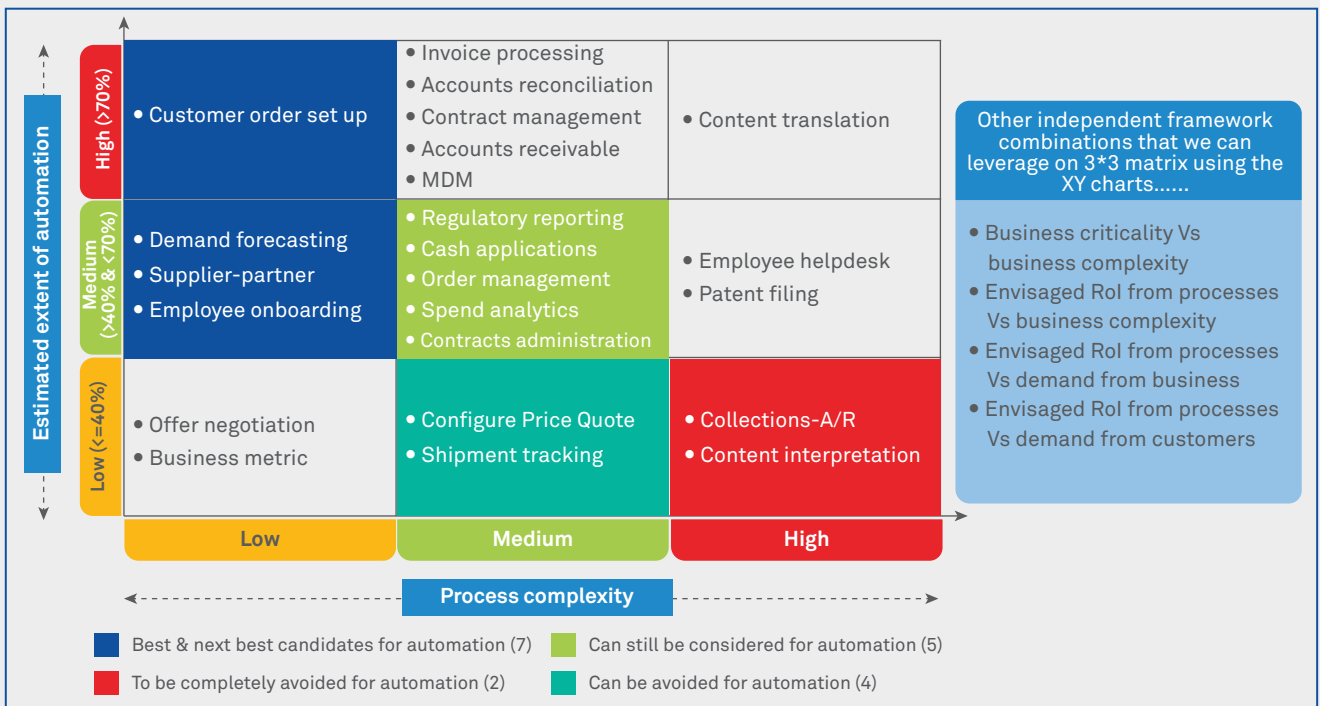 Estimated extent of automation
High (>70%)
Medium
(>40% & <70%)
Low (<=40%)
• Customer order set up
• Invoice processing
• Accounts reconciliation
• Contract management
• Accounts receivable
• MDM
• Content translation
• Demand forecasting
• Supplier-partner
• Employee onboarding
• Regulatory reporting
• Cash applications
• Order management
• Spend analytics
• Contracts administration
• Employee helpdesk
• Patent filing
• Offer negotiation
• Business metric
• Configure Price Quote
• Shipment tracking
• Collections-A/R
• Content interpretation
Low
Medium
High
Process complexity
Best & next best candidates for automation (7)
Can still be considered for automation (5)
To be completely avoided for automation (2)
Can be avoided for automation (4)
Other independent framework
combinations that we can
leverage on 3*3 matrix using the
XY charts......
• Business criticality Vs
business complexity
• Envisaged RoI from processes
Vs business complexity
• Envisaged RoI from processes
Vs demand from business
• Envisaged RoI from processes
Vs demand from customers